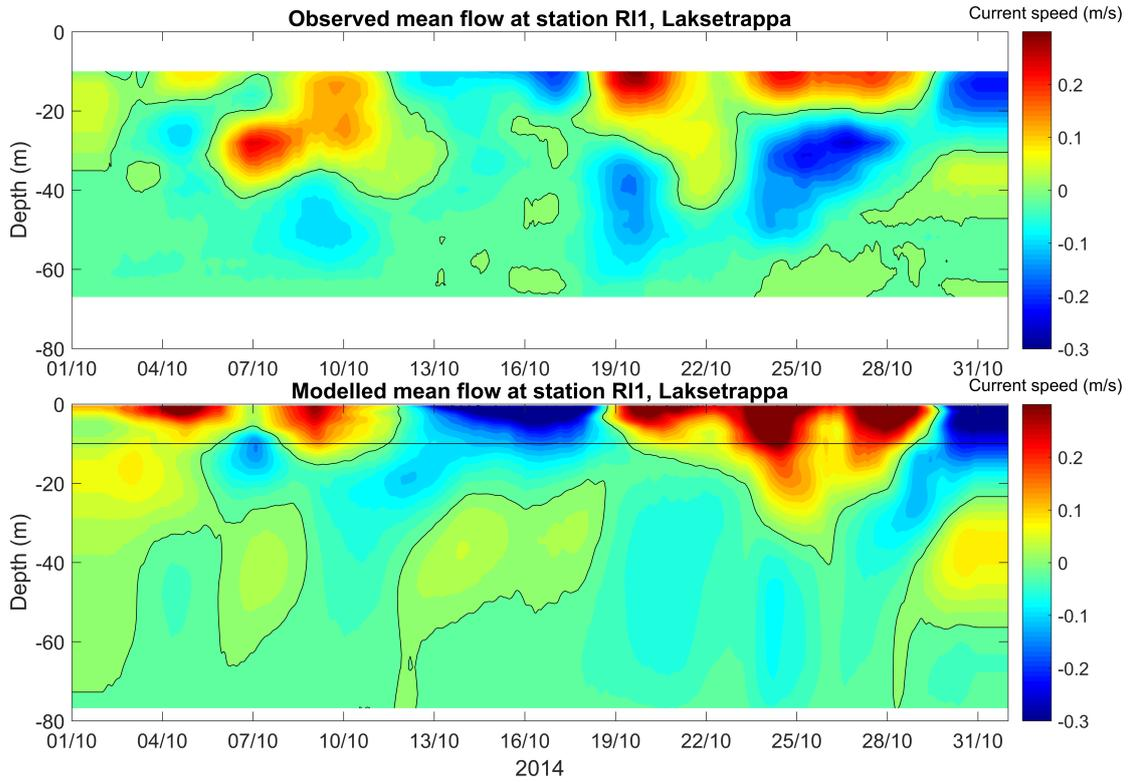 Observed mean flow at station RI1, Laksetrappa
Current speed (m/s)
0
-20
-40
-60
-80
Depth (m)
01/10 04/10 07/10 10/10 13/10 16/10 19/10 22/10 25/10 28/10 31/10
0.2
0.1
0
-0.1
-0.2
-0.3
Modelled mean flow at station RI1, Laksetrappa
Current speed (m/s)
0
-20
-40
-60
-80
Depth (m)
01/10 04/10 07/10 10/10 13/10 16/10 19/10 22/10 25/10 28/10 31/10
2014
0.2
0.1
0
-0.1
-0.2
-0.3